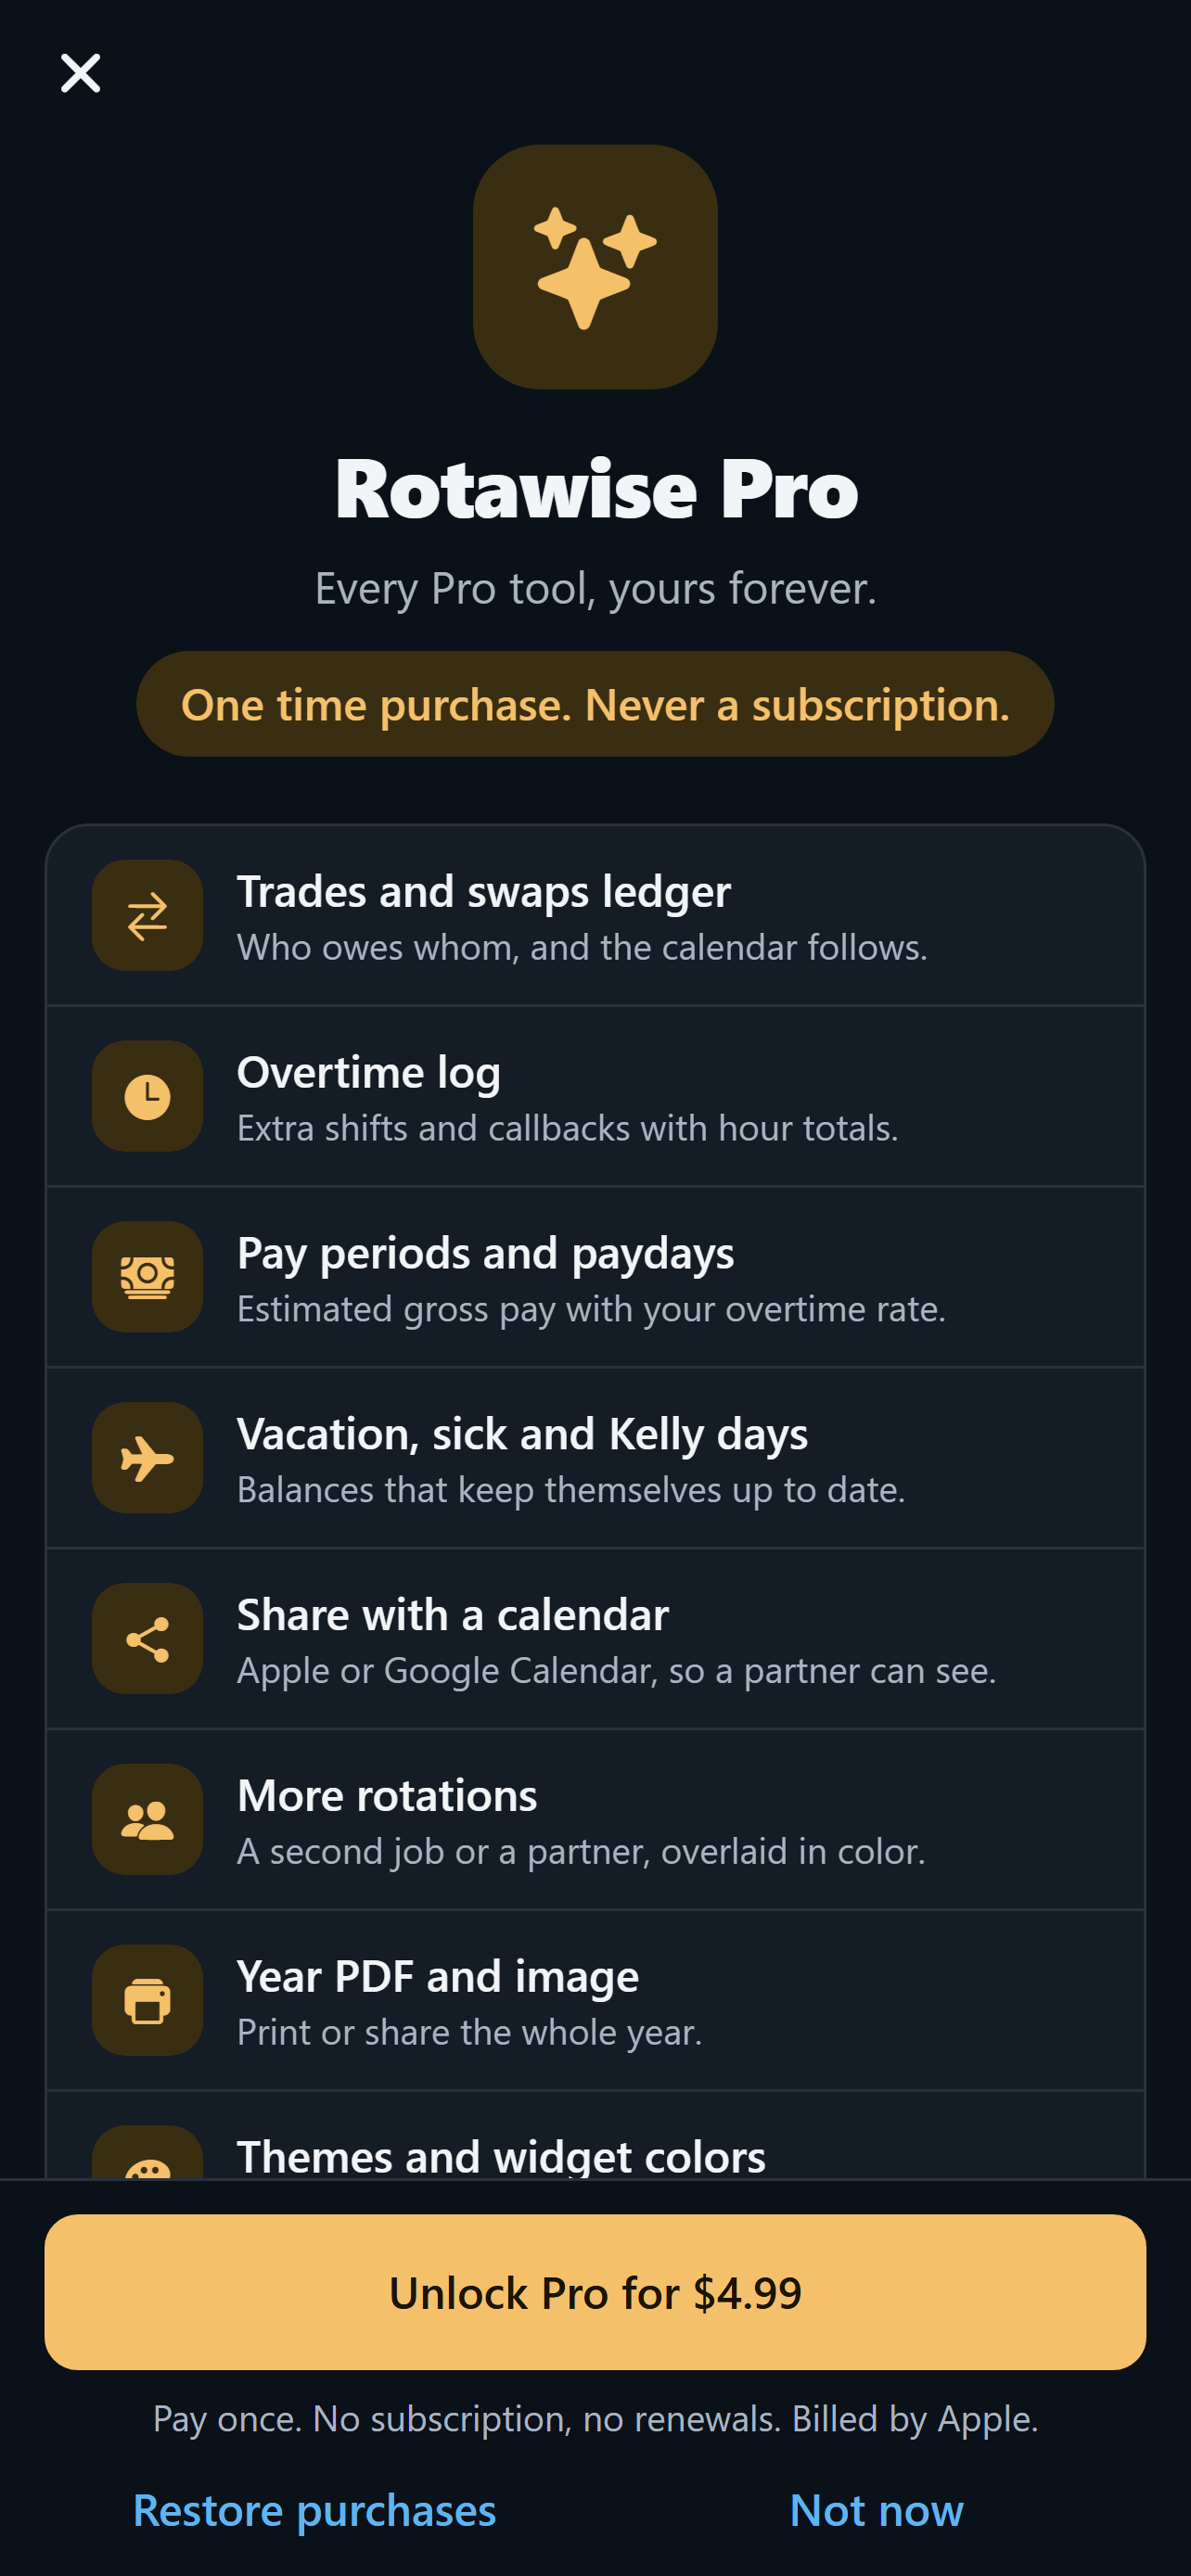 Rotawise Pro
Every Pro tool, yours forever.
One time purchase. Never a subscription.
Trades and swaps ledger
Who owes whom, and the calendar follows.
Overtime log
Extra shifts and callbacks with hour totals.
Pay periods and paydays
Estimated gross pay with your overtime rate.
Vacation, sick and Kelly days
Balances that keep themselves up to date.
Share with a calendar
Apple or Google Calendar, so a partner can see.
More rotations
A second job or a partner, overlaid in color.
Year PDF and image
Print or share the whole year.
Themes and widget colors
Unlock Pro for $4.99
Pay once. No subscription, no renewals. Billed by Apple.
Restore purchases
Not now